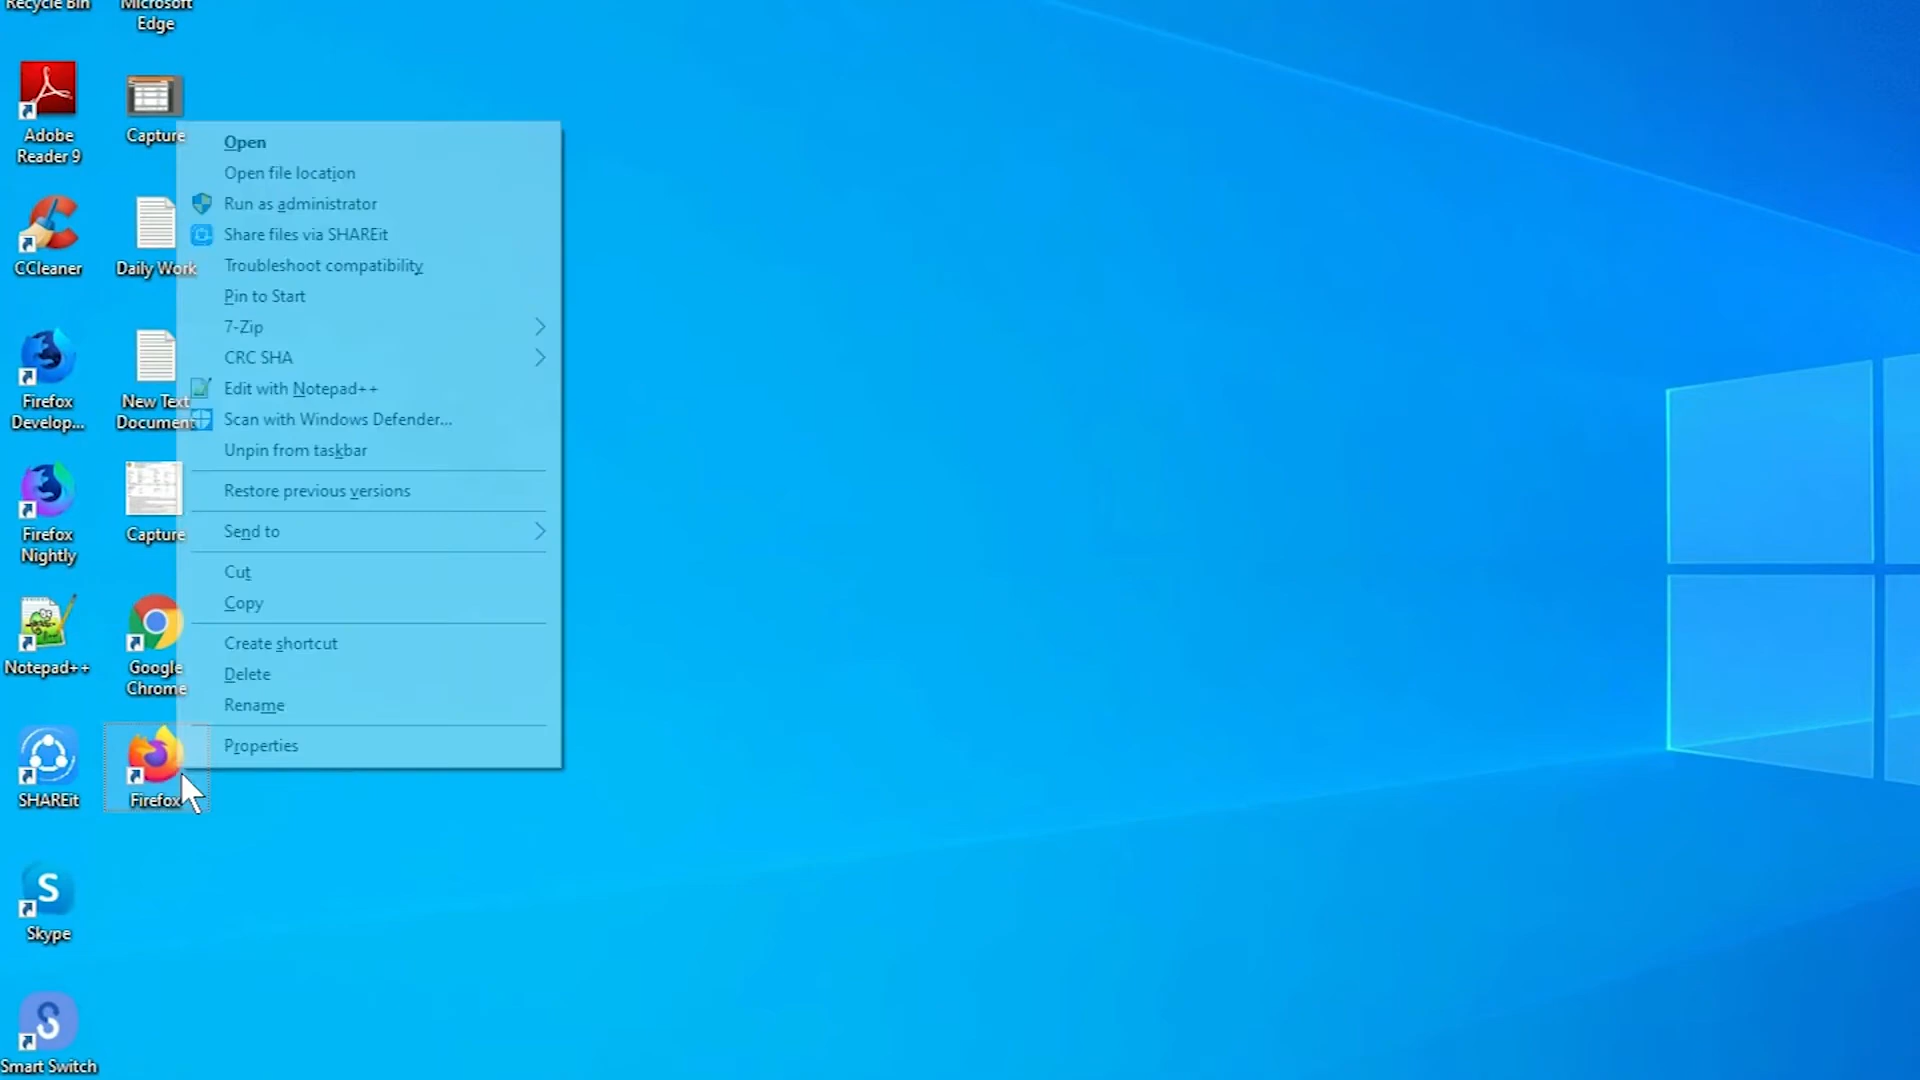 Recycle Bin
Microsoft
Edge
Adobe
Reader 9
Capture
CCleaner
Daily Work
Firefox
Develop...
New Text
Document
Firefox
Nightly
Capture
Notepad++
Google
Chrome
SHAREit
Firefox
Skype
Smart Switch
Open
Open file location
Run as administrator
Share files via SHAREit
Troubleshoot compatibility
Pin to Start
7-Zip
CRC SHA
Edit with Notepad++
Scan with Windows Defender...
Unpin from taskbar
Restore previous versions
Send to
Cut
Copy
Create shortcut
Delete
Rename
Properties